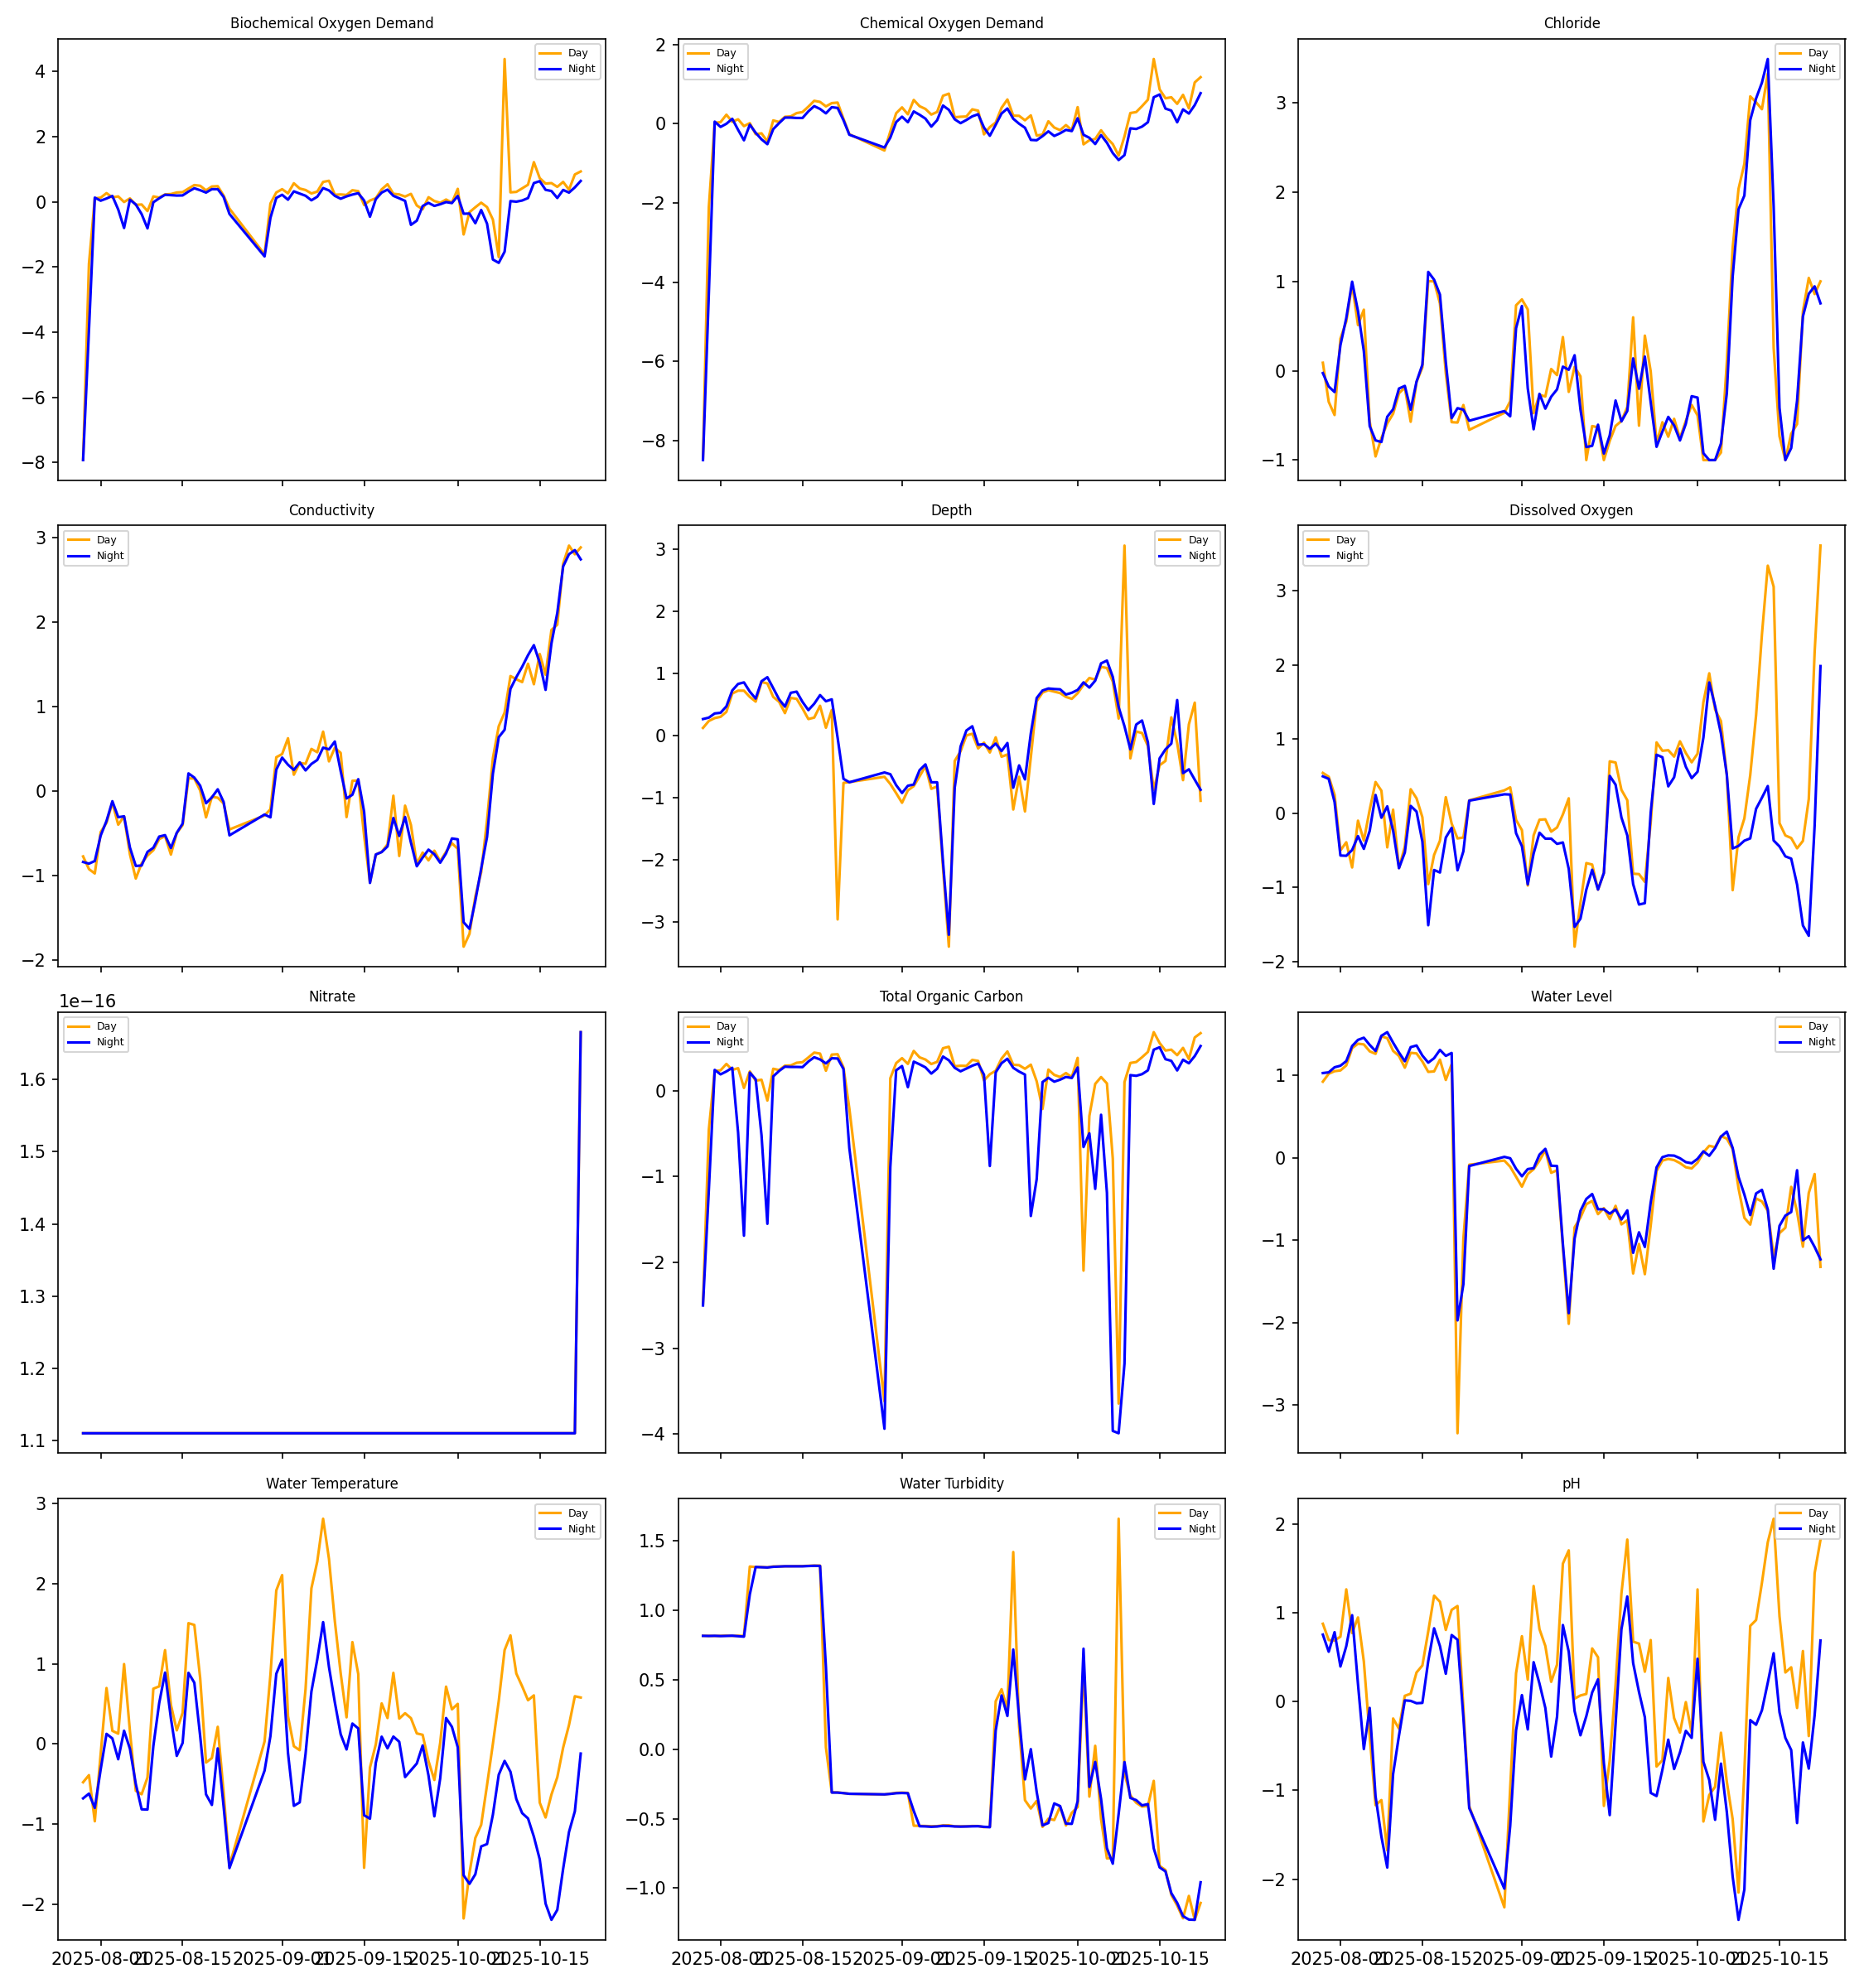 Biochemical Oxygen Demand
4
2
0
−2
−4
−6
−8
Day
Night
Chemical Oxygen Demand
2
0
−2
−4
−6
−8
Day
Night
Chloride
3
2
1
0
−1
Day
Night
Conductivity
3
2
1
0
−1
−2
Day
Night
Depth
3
2
1
0
−1
−2
−3
Day
Night
Dissolved Oxygen
3
2
1
0
−1
−2
Day
Night
Nitrate
1e−16
1.6
1.5
1.4
1.3
1.2
1.1
Day
Night
Total Organic Carbon
0
−1
−2
−3
−4
Day
Night
Water Level
1
0
−1
−2
−3
Day
Night
Water Temperature
3
2
1
0
−1
−2
Day
Night
2025-08-01 2025-08-15 2025-09-01 2025-09-15 2025-10-01 2025-10-15
Water Turbidity
1.5
1.0
0.5
0.0
−0.5
−1.0
Day
Night
2025-08-01 2025-08-15 2025-09-01 2025-09-15 2025-10-01 2025-10-15
pH
2
1
0
−1
−2
Day
Night
2025-08-01 2025-08-15 2025-09-01 2025-09-15 2025-10-01 2025-10-15